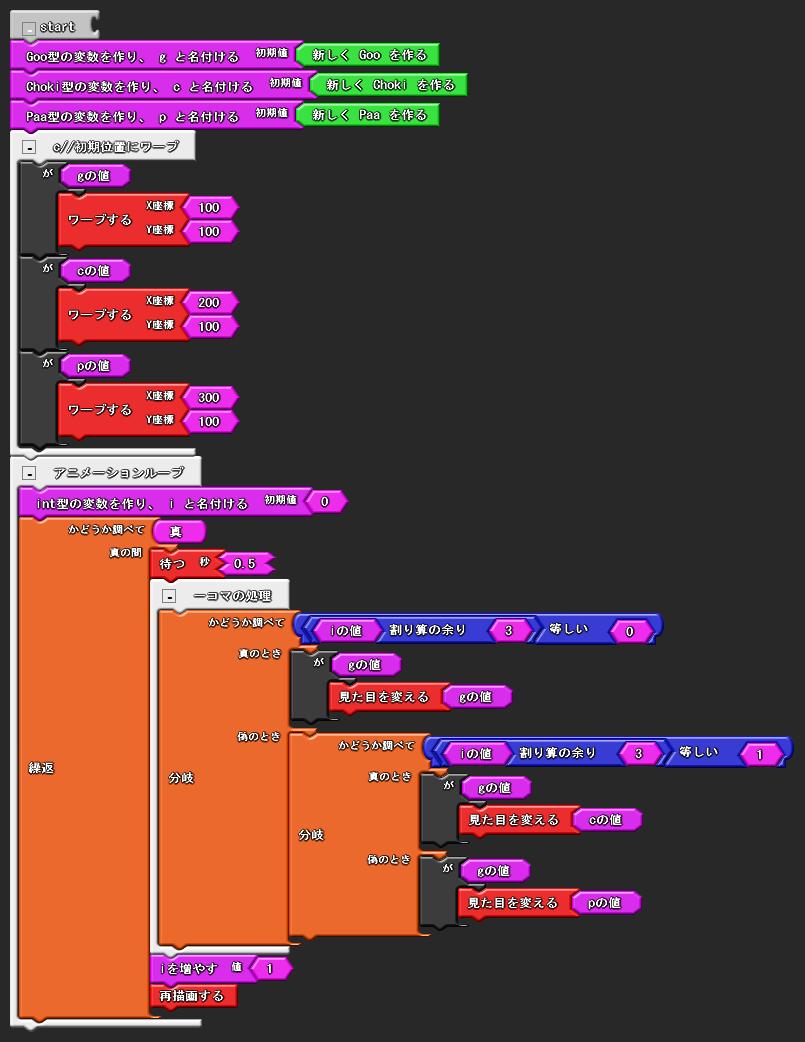 start
Goo型の変数を作り、 g と名付ける 初期値 新しく Goo を作る
Choki型の変数を作り、 c と名付ける 初期値 新しく Choki を作る
Paa型の変数を作り、 p と名付ける 初期値 新しく Paa を作る
c//初期位置にワープ
が gの値
ワープする X座標 100
Y座標 100
が cの値
ワープする X座標 200
Y座標 100
が pの値
ワープする X座標 300
Y座標 100
アニメーションループ
int型の変数を作り、 i と名付ける 初期値 0
かどうか調べて 真
真の間
待つ 秒 0.5
一コマの処理
かどうか調べて iの値 割り算の余り 3 等しい 0
真のとき が gの値
見た目を変える gの値
偽のとき かどうか調べて iの値 割り算の余り 3 等しい 1
繰返
分岐
真のとき が gの値
見た目を変える cの値
分岐
偽のとき が gの値
見た目を変える pの値
iを増やす 値 1
再描画する